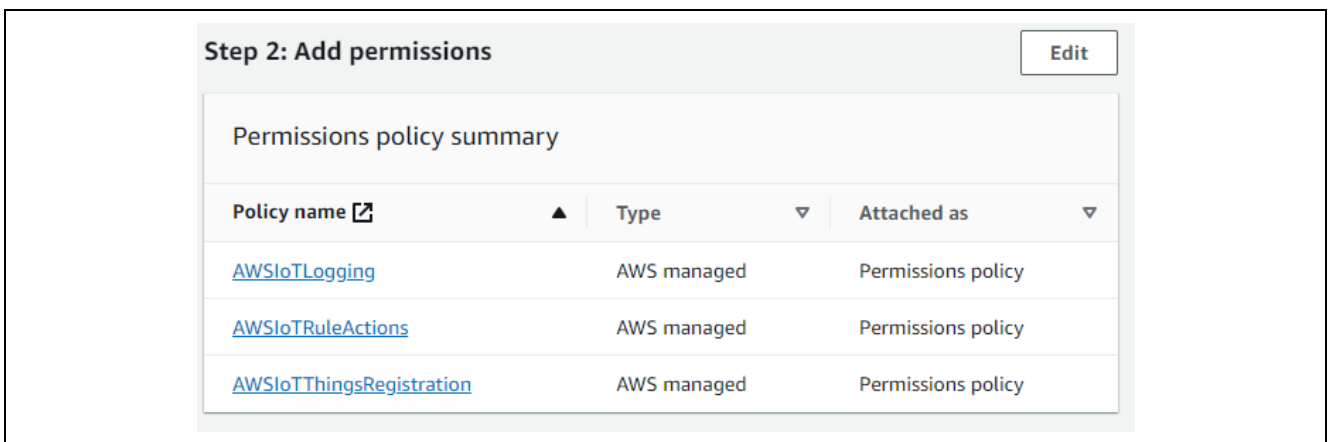 Step 2: Add permissions Edit
Permissions policy summary
Policy name Type Attached as
AWSIoTLogging AWS managed Permissions policy
AWSIoTRuleActions AWS managed Permissions policy
AWSIoTThingsRegistration AWS managed Permissions policy